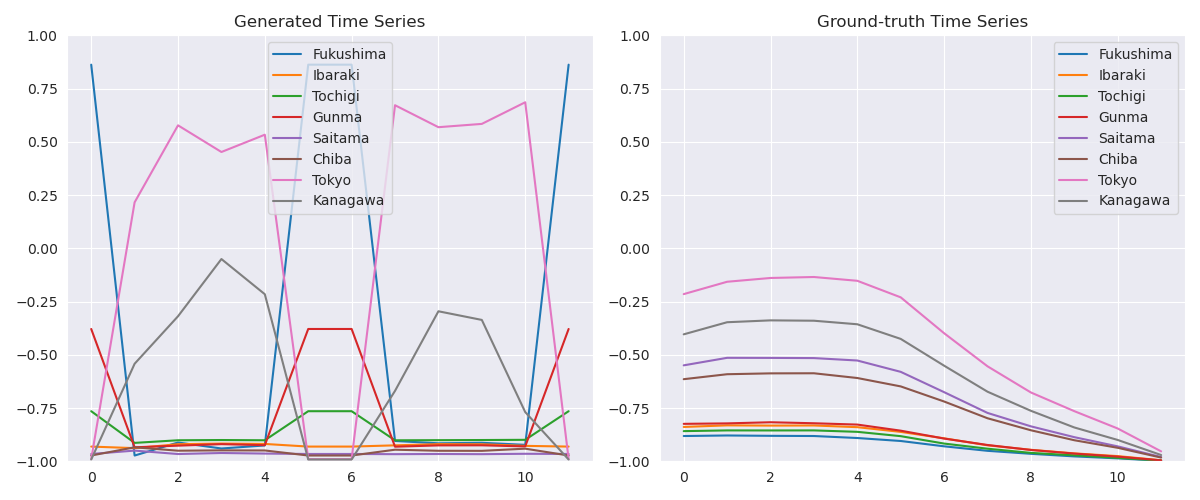 Generated Time Series
1.00
0.75
0.50
0.25
0.00
−0.25
−0.50
−0.75
−1.00
0 2 4 6 8 10
Fukushima
Ibaraki
Tochigi
Gunma
Saitama
Chiba
Tokyo
Kanagawa
Ground-truth Time Series
1.00
0.75
0.50
0.25
0.00
−0.25
−0.50
−0.75
−1.00
0 2 4 6 8 10
Fukushima
Ibaraki
Tochigi
Gunma
Saitama
Chiba
Tokyo
Kanagawa